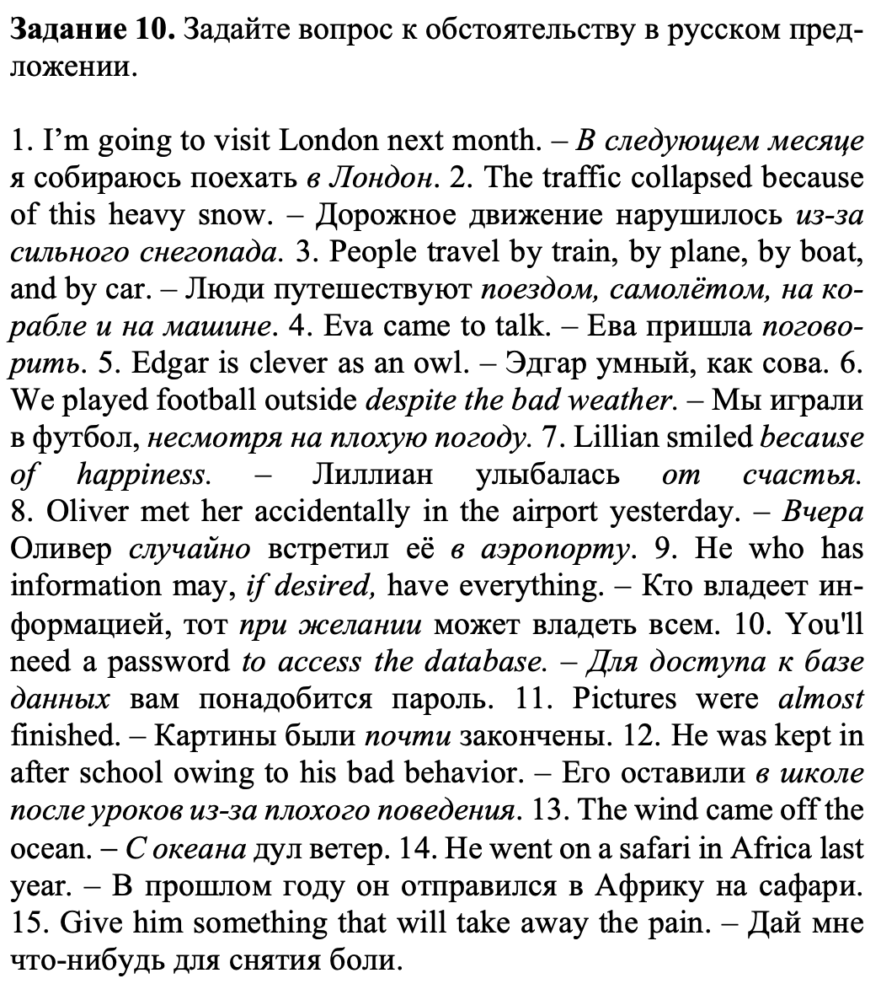 Задание 10. Задайте вопрос к обстоятельству в русском пред-
ложении.
1. I’m going to visit London next month. – В следующем месяце
я собираюсь поехать в Лондон. 2. The traffic collapsed because
of this heavy snow. – Дорожное движение нарушилось из-за
сильного снегопада. 3. People travel by train, by plane, by boat,
and by car. – Люди путешествуют поездом, самолётом, на ко-
рабле и на машине. 4. Eva came to talk. – Ева пришла погово-
рить. 5. Edgar is clever as an owl. – Эдгар умный, как сова. 6.
We played football outside despite the bad weather. – Мы играли
в футбол, несмотря на плохую погоду. 7. Lillian smiled because
of happiness. – Лиллиан улыбалась от счастья.
8. Oliver met her accidentally in the airport yesterday. – Вчера
Оливер случайно встретил её в аэропорту. 9. He who has
information may, if desired, have everything. – Кто владеет ин-
формацией, тот при желании может владеть всем. 10. You'll
need a password to access the database. – Для доступа к базе
данных вам понадобится пароль. 11. Pictures were almost
finished. – Картины были почти закончены. 12. He was kept in
after school owing to his bad behavior. – Его оставили в школе
после уроков из-за плохого поведения. 13. The wind came off the
ocean. – С океана дул ветер. 14. He went on a safari in Africa last
year. – В прошлом году он отправился в Африку на сафари.
15. Give him something that will take away the pain. – Дай мне
что-нибудь для снятия боли.